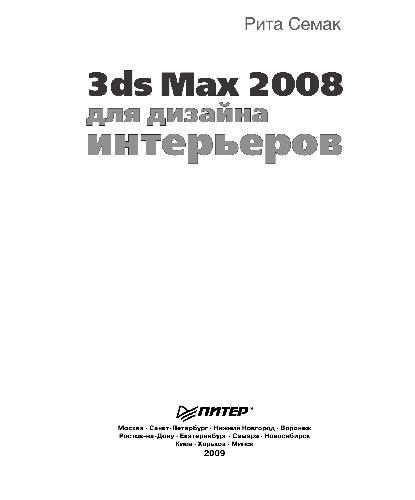 Рита Семак
3ds Max 2008
для дизайна
интерьеров
ПИТЕР®
Москва · Санкт-Петербург · Нижний Новгород · Воронеж
Ростов-на-Дону · Екатеринбург · Самара · Новосибирск
Киев · Харьков · Минск
2009